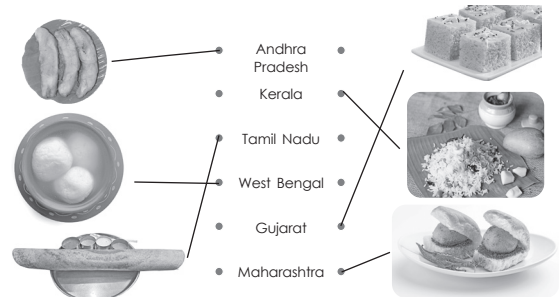 Andhra
Pradesh
Kerala
Tamil Nadu
West Bengal
Gujarat
Maharashtra